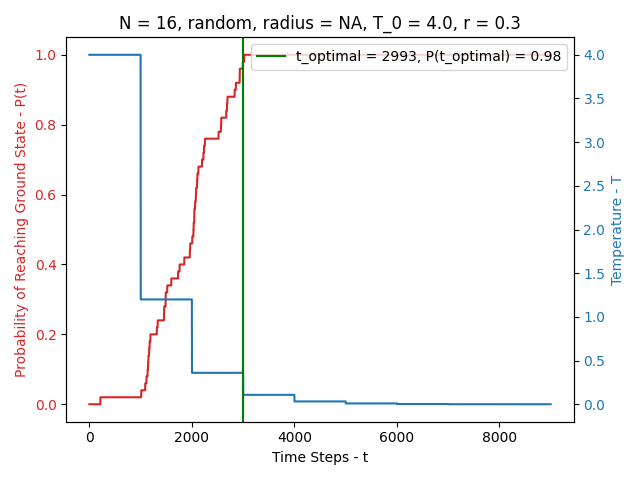 N = 16, random, radius = NA, T_0 = 4.0, r = 0.3
t_optimal = 2993, P(t_optimal) = 0.98
Probability of Reaching Ground State - P(t)
1.0
0.8
0.6
0.4
0.2
0.0
4.0
3.5
3.0
2.5
2.0
1.5
1.0
0.5
0.0
Temperature - T
0 2000 4000 6000 8000
Time Steps - t